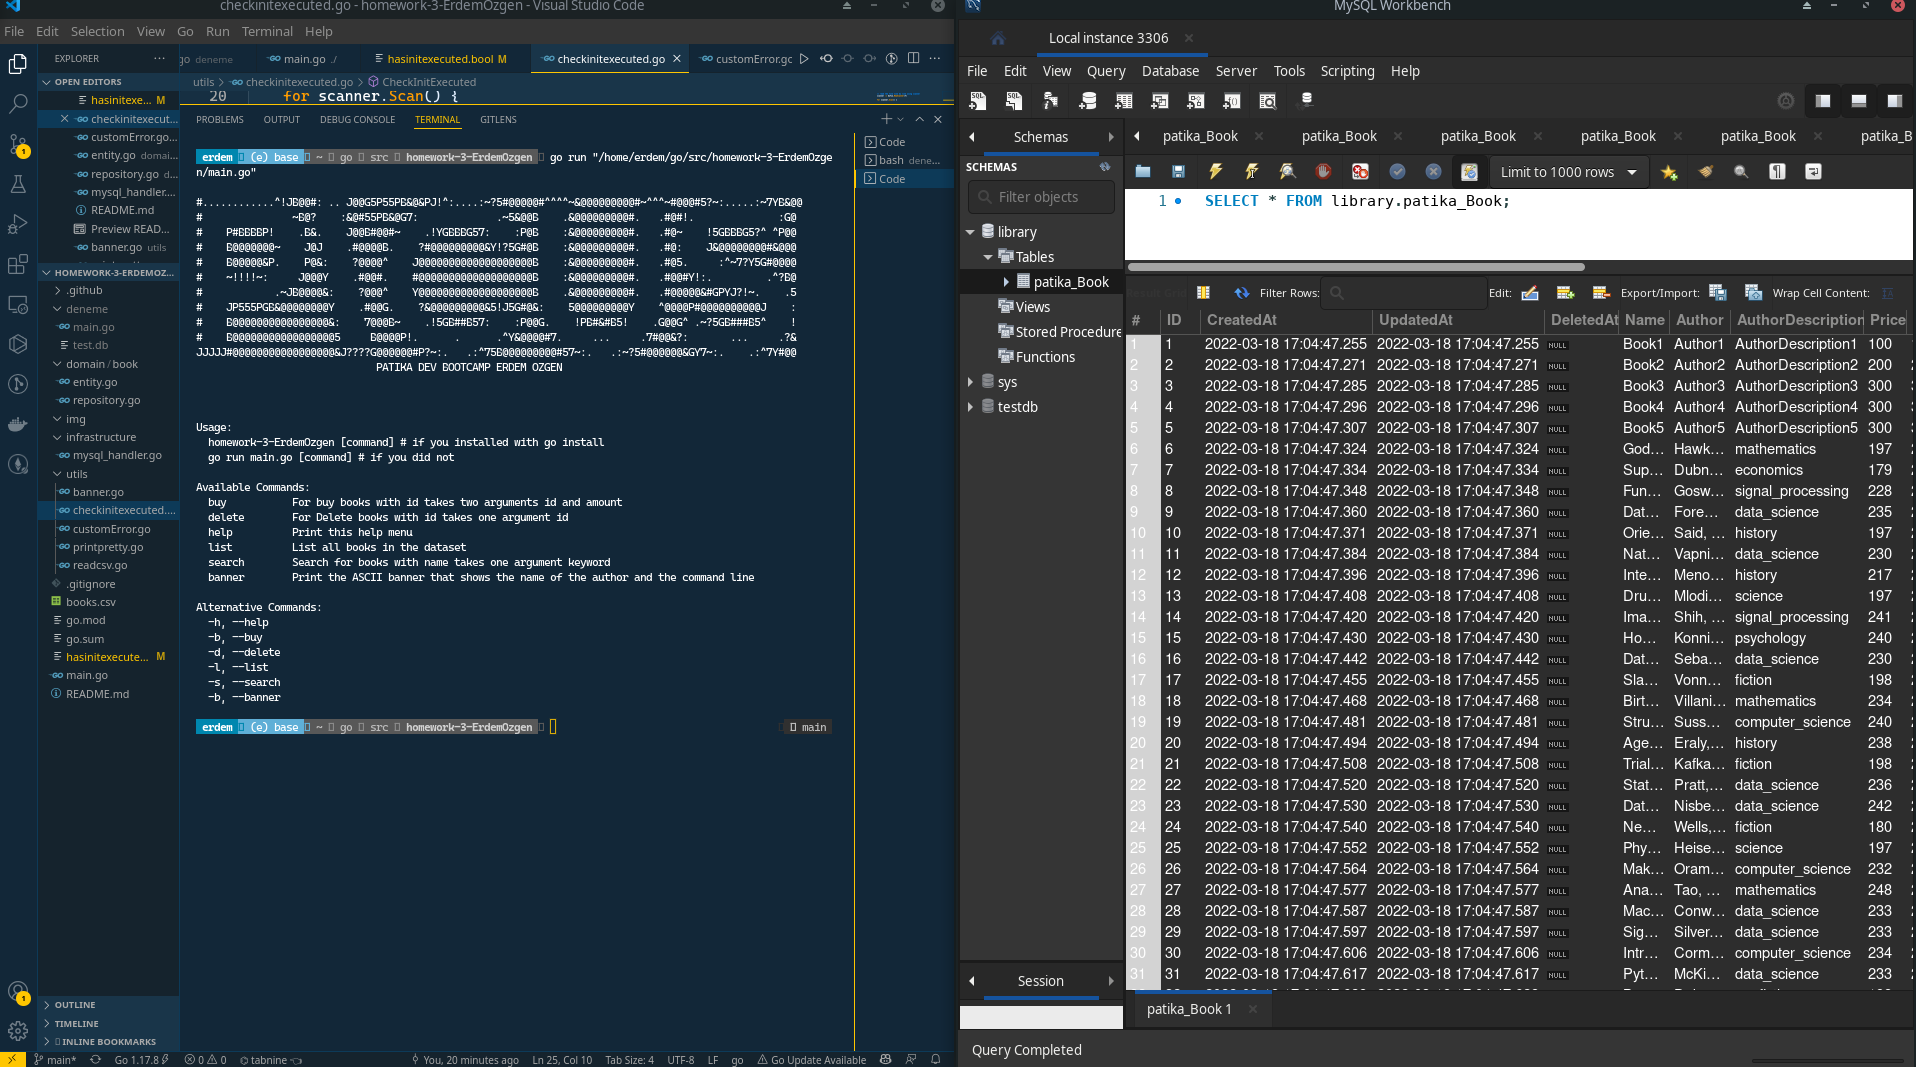 checkinitexecuted.go - homework-3-ErdemOzgen - Visual Studio Code
File Edit Selection View Go Run Terminal Help
EXPLORER
OPEN EDITORS
hasinitexe... M
checkinitexecut...
customError.go...
entity.go domai...
repository.go d...
mysql_handler....
README.md
Preview READ...
banner.go utils
HOMEWORK-3-ERDEMOZ...
.github
deneme
main.go
test.db
domain/book
entity.go
repository.go
img
infrastructure
mysql_handler.go
utils
banner.go
checkinitexecuted....
customError.go
printpretty.go
readcsv.go
.gitignore
books.csv
go.mod
go.sum
hasinitexecute... M
main.go
README.md
OUTLINE
TIMELINE
INLINE BOOKMARKS
go deneme
main.go ./
hasinitexecuted.bool M
checkinitexecuted.go
customError.gc
utils > checkinitexecuted.go > CheckInitExecuted
20 for scanner.Scan() {
PROBLEMS OUTPUT DEBUG CONSOLE TERMINAL GITLENS
Code
bash dene...
Code
erdem (e) base ~ go src homework-3-ErdemOzgen go run "/home/erdem/go/src/homework-3-ErdemOzge
n/main.go"
PATIKA DEV BOOTCAMP ERDEM OZGEN
Usage:
homework-3-ErdemOzgen [command] # if you installed with go install
go run main.go [command] # if you did not
Available Commands:
buy For buy books with id takes two arguments id and amount
delete For Delete books with id takes one argument id
help Print this help menu
list List all books in the dataset
search Search for books with name takes one argument keyword
banner Print the ASCII banner that shows the name of the author and the command line
Alternative Commands:
-h, --help
-b, --buy
-d, --delete
-l, --list
-s, --search
-b, --banner
erdem (e) base ~ go src homework-3-ErdemOzgen main
main* Go 1.17.8 0 0 tabnine You, 20 minutes ago Ln 25, Col 10 Tab Size: 4 UTF-8 LF go Go Update Available
MySQL Workbench
Local instance 3306
File Edit View Query Database Server Tools Scripting Help
Schemas
SCHEMAS
Filter objects
library
Tables
patika_Book
Views
Stored Procedure
Functions
sys
testdb
Session
patika_Book patika_Book patika_Book patika_Book patika_Book patika_B
Limit to 1000 rows
1 SELECT * FROM library.patika_Book;
Filter Rows: Edit: Export/Import: Wrap Cell Content:
# ID CreatedAt UpdatedAt DeletedAt Name Author AuthorDescription Price
1 1 2022-03-18 17:04:47.255 2022-03-18 17:04:47.255 NULL Book1 Author1 AuthorDescription1 100
2 2 2022-03-18 17:04:47.271 2022-03-18 17:04:47.271 NULL Book2 Author2 AuthorDescription2 200
3 3 2022-03-18 17:04:47.285 2022-03-18 17:04:47.285 NULL Book3 Author3 AuthorDescription3 300
4 4 2022-03-18 17:04:47.296 2022-03-18 17:04:47.296 NULL Book4 Author4 AuthorDescription4 300
5 5 2022-03-18 17:04:47.307 2022-03-18 17:04:47.307 NULL Book5 Author5 AuthorDescription5 300
6 6 2022-03-18 17:04:47.324 2022-03-18 17:04:47.324 NULL God... Hawk... mathematics 197
7 7 2022-03-18 17:04:47.334 2022-03-18 17:04:47.334 NULL Sup... Dubn... economics 179
8 8 2022-03-18 17:04:47.348 2022-03-18 17:04:47.348 NULL Fun... Gosw... signal_processing 228
9 9 2022-03-18 17:04:47.360 2022-03-18 17:04:47.360 NULL Dat... Fore... data_science 235
10 10 2022-03-18 17:04:47.371 2022-03-18 17:04:47.371 NULL Orie... Said, ... history 197
11 11 2022-03-18 17:04:47.384 2022-03-18 17:04:47.384 NULL Nat... Vapni... data_science 230
12 12 2022-03-18 17:04:47.396 2022-03-18 17:04:47.396 NULL Inte... Meno... history 217
13 13 2022-03-18 17:04:47.408 2022-03-18 17:04:47.408 NULL Dru... Mlodi... science 197
14 14 2022-03-18 17:04:47.420 2022-03-18 17:04:47.420 NULL Ima... Shih, ... signal_processing 241
15 15 2022-03-18 17:04:47.430 2022-03-18 17:04:47.430 NULL Ho... Konni... psychology 240
16 16 2022-03-18 17:04:47.442 2022-03-18 17:04:47.442 NULL Dat... Seba... data_science 230
17 17 2022-03-18 17:04:47.455 2022-03-18 17:04:47.455 NULL Sla... Vonn... fiction 198
18 18 2022-03-18 17:04:47.468 2022-03-18 17:04:47.468 NULL Birt... Villani... mathematics 234
19 19 2022-03-18 17:04:47.481 2022-03-18 17:04:47.481 NULL Stru... Suss... computer_science 240
20 20 2022-03-18 17:04:47.494 2022-03-18 17:04:47.494 NULL Age... Eraly,... history 238
21 21 2022-03-18 17:04:47.508 2022-03-18 17:04:47.508 NULL Trial... Kafka... fiction 198
22 22 2022-03-18 17:04:47.520 2022-03-18 17:04:47.520 NULL Stat... Pratt,... data_science 236
23 23 2022-03-18 17:04:47.530 2022-03-18 17:04:47.530 NULL Dat... Nisbe... data_science 242
24 24 2022-03-18 17:04:47.540 2022-03-18 17:04:47.540 NULL Ne... Wells,... fiction 180
25 25 2022-03-18 17:04:47.552 2022-03-18 17:04:47.552 NULL Phy... Heise... science 197
26 26 2022-03-18 17:04:47.564 2022-03-18 17:04:47.564 NULL Mak... Oram... computer_science 232
27 27 2022-03-18 17:04:47.577 2022-03-18 17:04:47.577 NULL Ana... Tao, ... mathematics 248
28 28 2022-03-18 17:04:47.587 2022-03-18 17:04:47.587 NULL Mac... Conw... data_science 233
29 29 2022-03-18 17:04:47.597 2022-03-18 17:04:47.597 NULL Sig... Silver... data_science 233
30 30 2022-03-18 17:04:47.606 2022-03-18 17:04:47.606 NULL Intr... Corm... computer_science 234
31 31 2022-03-18 17:04:47.617 2022-03-18 17:04:47.617 NULL Pyt... McKi... data_science 233
patika_Book 1
Query Completed